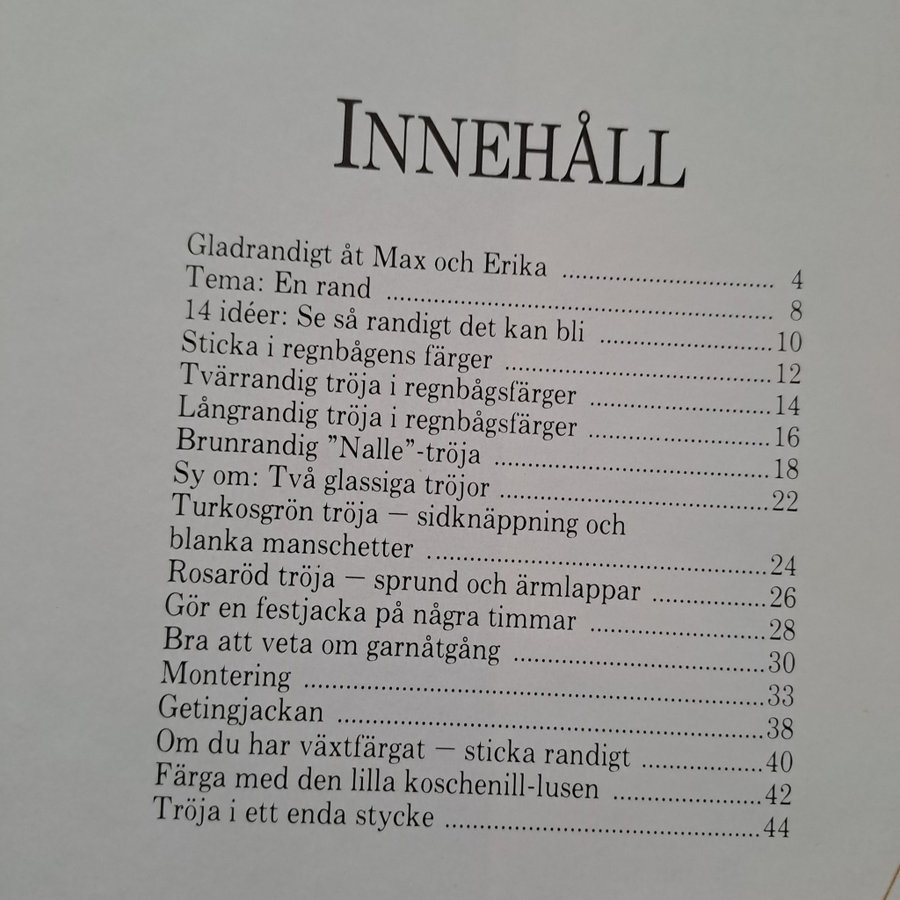 INNEHÅLL
Gladrandigt åt Max och Erika ........................ 4
Tema: En rand ........................ 8
14 idéer: Se så randigt det kan bli ........................ 10
Sticka i regnbågens färger ........................ 12
Tvärrandig tröja i regnbågsfärger ........................ 14
Långrandig tröja i regnbågsfärger ........................ 16
Brunrandig ”Nalle”-tröja ........................ 18
Sy om: Två glassiga tröjor ........................ 22
Turkosgrön tröja – sidknäppning och
blanka manschetter ........................ 24
Rosaröd tröja – sprund och ärmlappar ........................ 26
Gör en festjacka på några timmar ........................ 28
Bra att veta om garnåtgång ........................ 30
Montering ........................ 33
Getingjackan ........................ 38
Om du har växtfärgat – sticka randigt ........................ 40
Färga med den lilla koschenill-lusen ........................ 42
Tröja i ett enda stycke ........................ 44